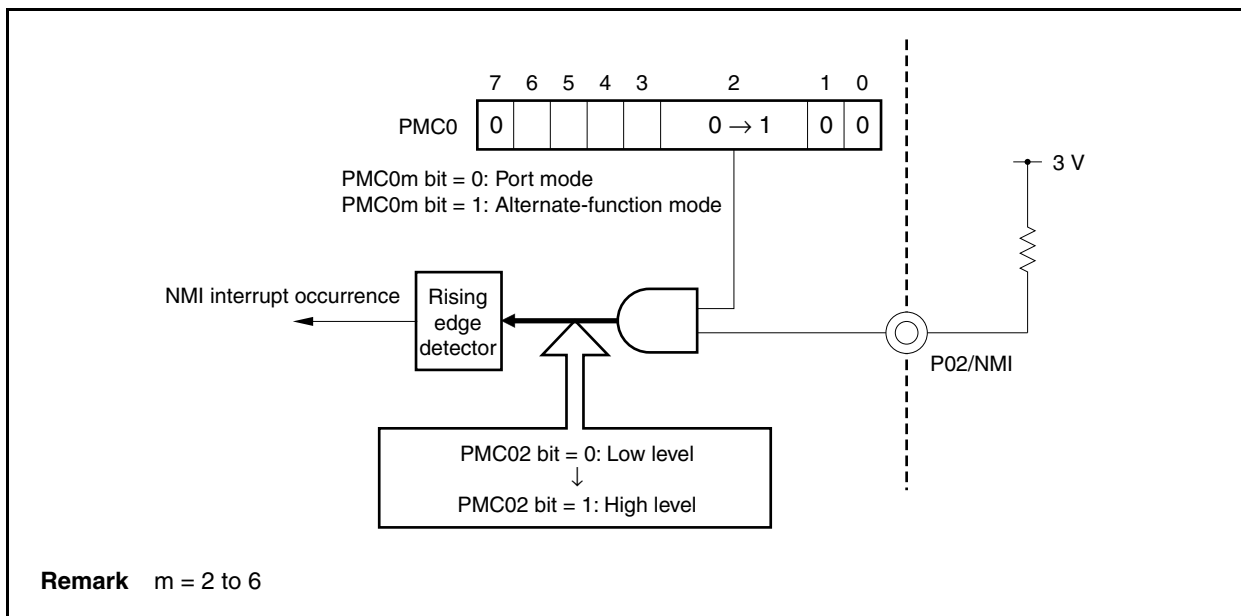 7 6 5 4 3 2 1 0
PMC0 0 0 → 1 0 0
3 V
PMC0m bit = 0: Port mode
PMC0m bit = 1: Alternate-function mode
NMI interrupt occurrence
Rising
edge
detector
P02/NMI
PMC02 bit = 0: Low level
↓
PMC02 bit = 1: High level
Remark m = 2 to 6